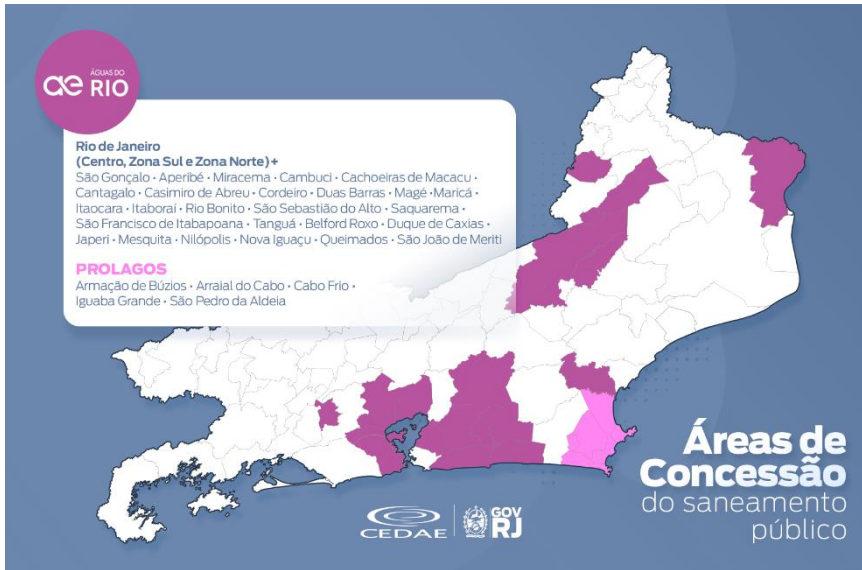 ae ÁGUAS DO
RIO
Rio de Janeiro
(Centro, Zona Sul e Zona Norte) +
São Gonçalo • Aperibé • Miracema • Cambuci • Cachoeiras de Macacu •
Cantagalo • Casimiro de Abreu • Cordeiro • Duas Barras • Magé •Maricá •
Itaocara • Itaboraí • Rio Bonito • São Sebastião do Alto • Saquarema •
São Francisco de Itabapoana • Tanguá • Belford Roxo • Duque de Caxias •
Japeri • Mesquita • Nilópolis • Nova Iguaçu • Queimados • São João de Meriti
PROLAGOS
Armação de Búzios • Arraial do Cabo • Cabo Frio •
Iguaba Grande • São Pedro da Aldeia
Áreas de
Concessão
do saneamento
público
CEDAE
GOV
RJ